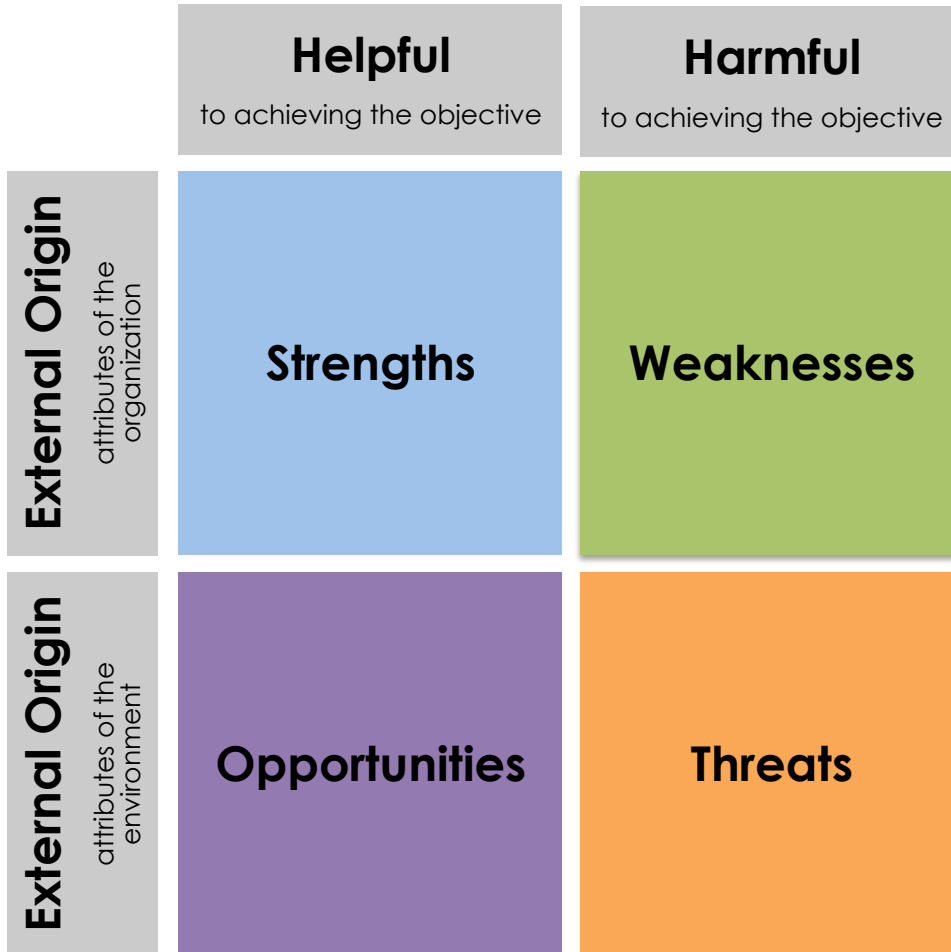 Helpful
to achieving the objective
Harmful
to achieving the objective
External Origin
attributes of the
organization
Strengths
Weaknesses
External Origin
attributes of the
environment
Opportunities
Threats